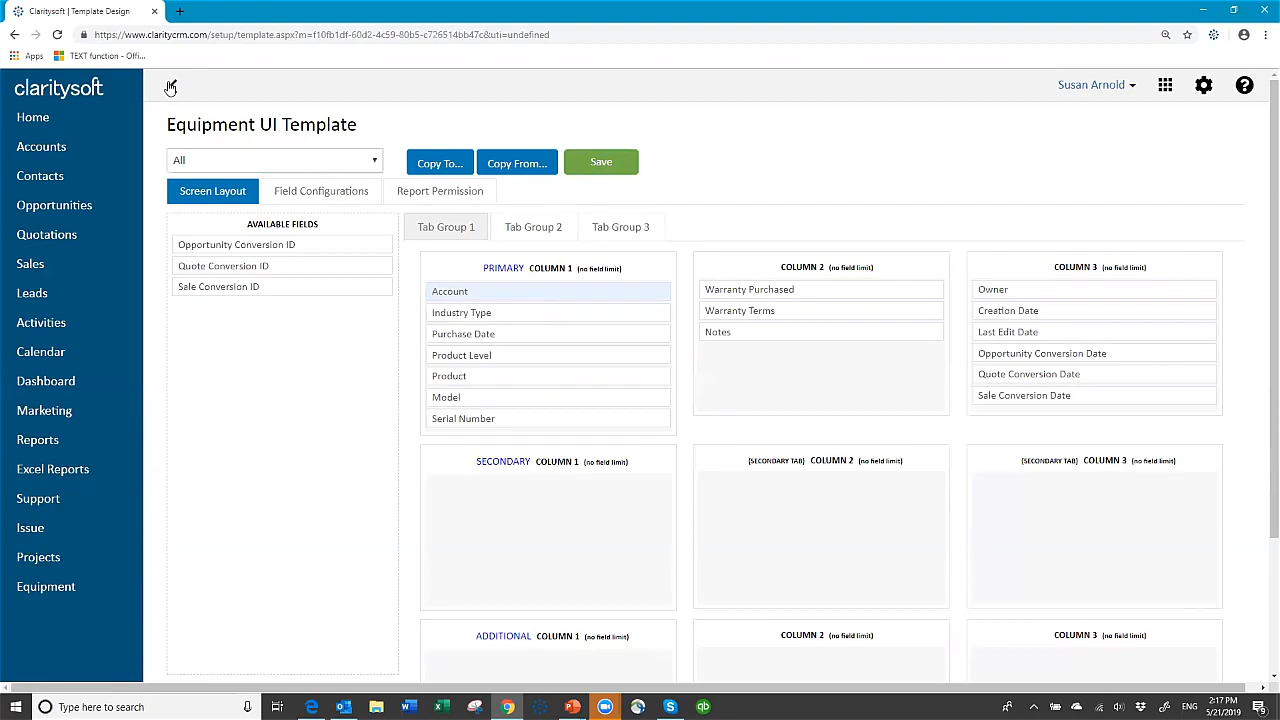 Claritysoft | Template Design
https://www.claritycrm.com/setup/template.aspx?m=f10fb1df-60d2-4c59-80b5-c726514bb47c&uti=undefined
Apps TEXT function - Offi...
claritysoft
Susan Arnold
Home
Accounts
Contacts
Opportunities
Quotations
Sales
Leads
Activities
Calendar
Dashboard
Marketing
Reports
Excel Reports
Support
Issue
Projects
Equipment
Equipment UI Template
All
Copy To...
Copy From...
Save
Screen Layout
Field Configurations
Report Permission
AVAILABLE FIELDS
Opportunity Conversion ID
Quote Conversion ID
Sale Conversion ID
Tab Group 1
Tab Group 2
Tab Group 3
PRIMARY COLUMN 1 (no field limit)
Account
Industry Type
Purchase Date
Product Level
Product
Model
Serial Number
COLUMN 2 (no field limit)
Warranty Purchased
Warranty Terms
Notes
COLUMN 3 (no field limit)
Owner
Creation Date
Last Edit Date
Opportunity Conversion Date
Quote Conversion Date
Sale Conversion Date
SECONDARY COLUMN 1 (no field limit)
(SECONDARY TAB) COLUMN 2 (no field limit)
(SECONDARY TAB) COLUMN 3 (no field limit)
ADDITIONAL COLUMN 1 (no field limit)
COLUMN 2 (no field limit)
COLUMN 3 (no field limit)
Type here to search
ENG
2:17 PM
5/21/2019